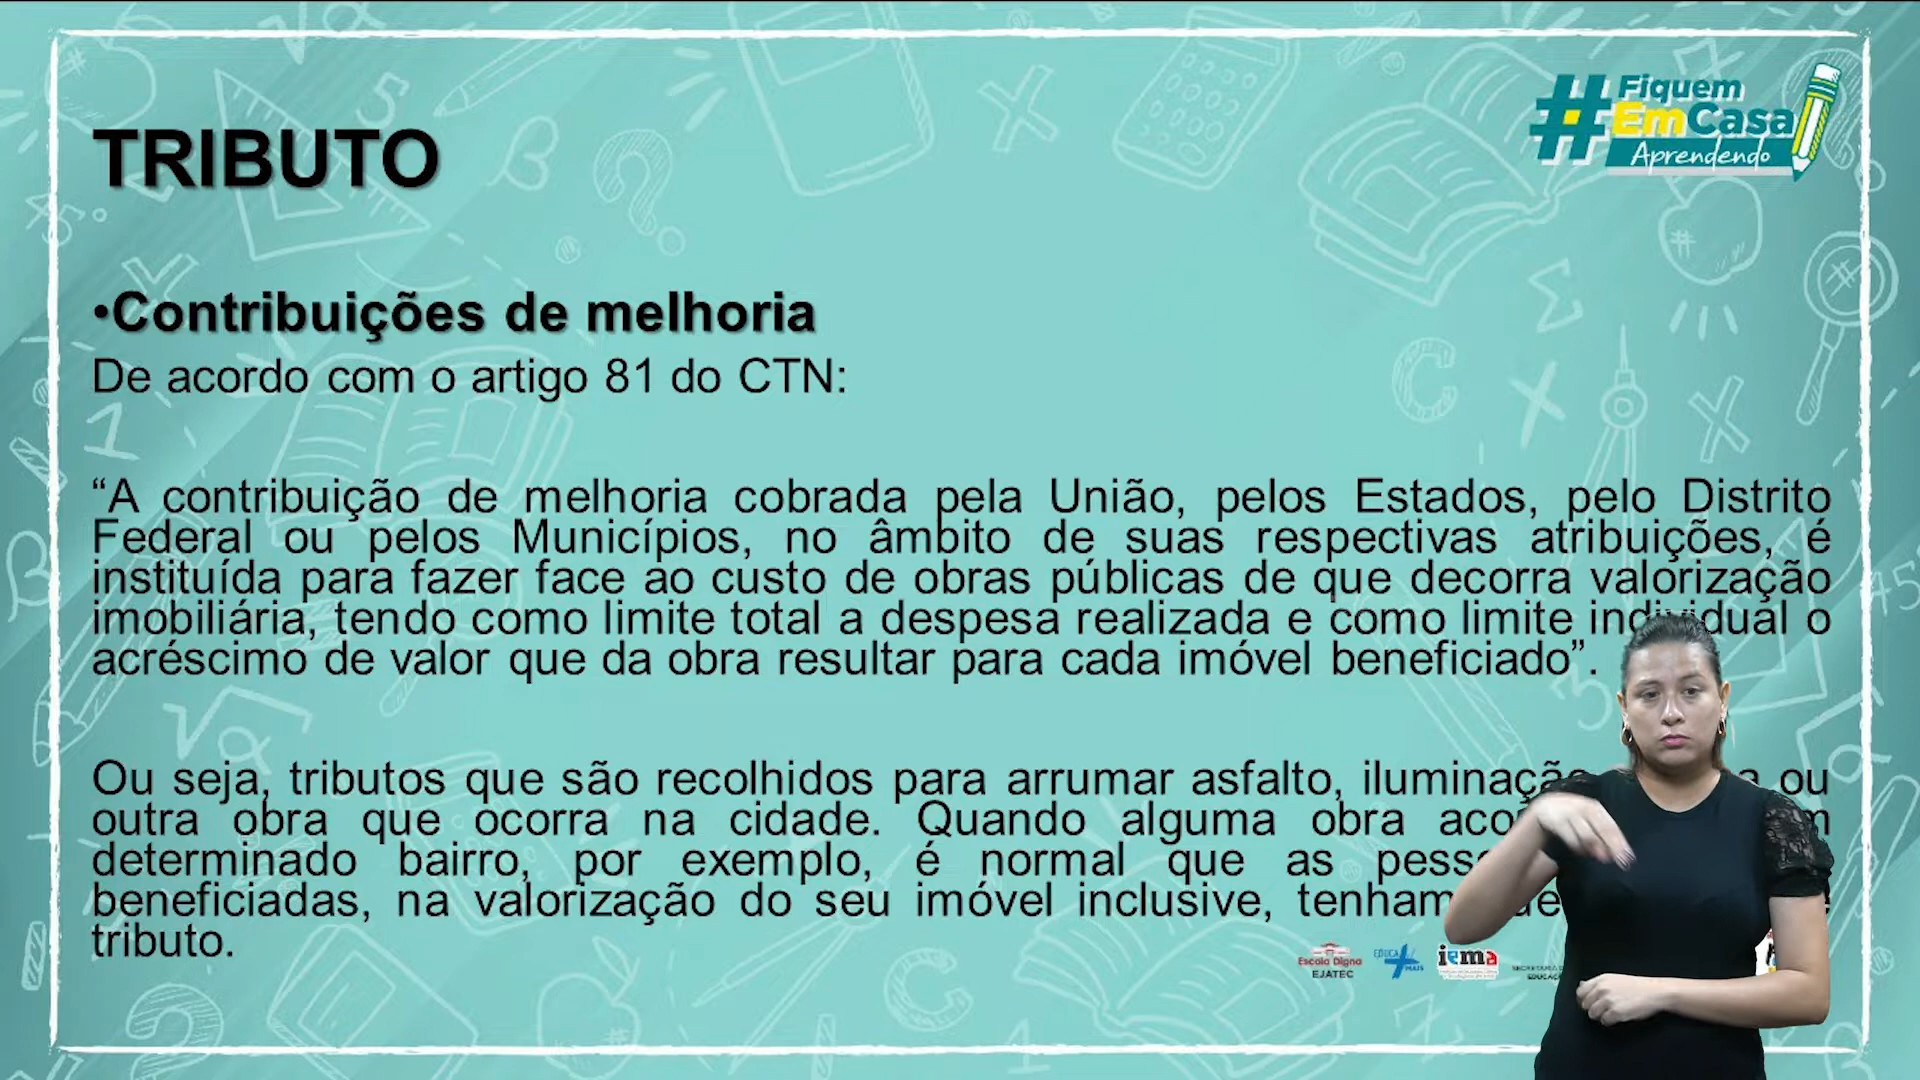 #Fiquem
EmCasa
Aprendendo
TRIBUTO
•Contribuições de melhoria
De acordo com o artigo 81 do CTN:
“A contribuição de melhoria cobrada pela União, pelos Estados, pelo Distrito
Federal ou pelos Municípios, no âmbito de suas respectivas atribuições, é
instituída para fazer face ao custo de obras públicas de que decorra valorização
imobiliária, tendo como limite total a despesa realizada e como limite individual o
acréscimo de valor que da obra resultar para cada imóvel beneficiado”.
Ou seja, tributos que são recolhidos para arrumar asfalto, iluminação ou
outra obra que ocorra na cidade. Quando alguma obra
determinado bairro, por exemplo, é normal que as
beneficiadas, na valorização do seu imóvel inclusive, tenham
tributo.
Escola Digna
EJATEC
EDUCA
MAIS
iema